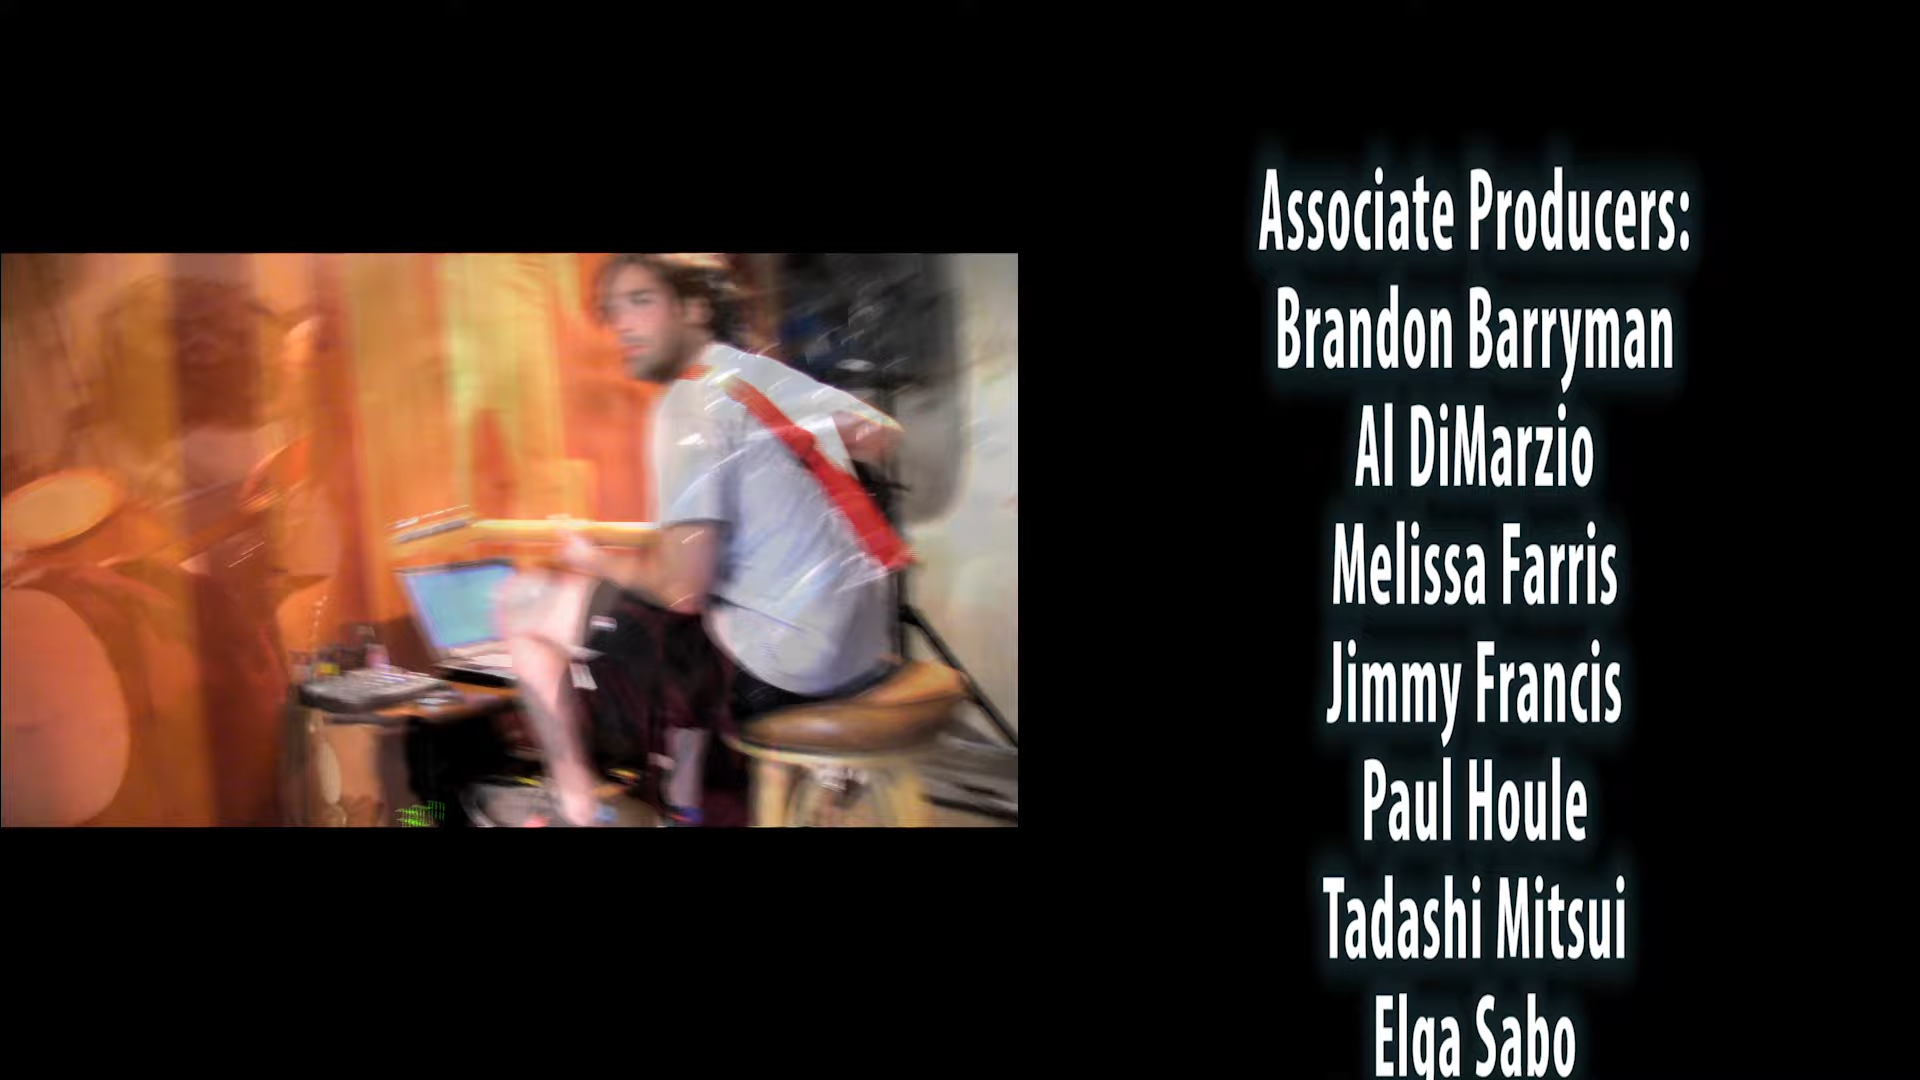 Associate Producers:
Brandon Barryman
Al DiMarzio
Melissa Farris
Jimmy Francis
Paul Houle
Tadashi Mitsui
Elga Sabo